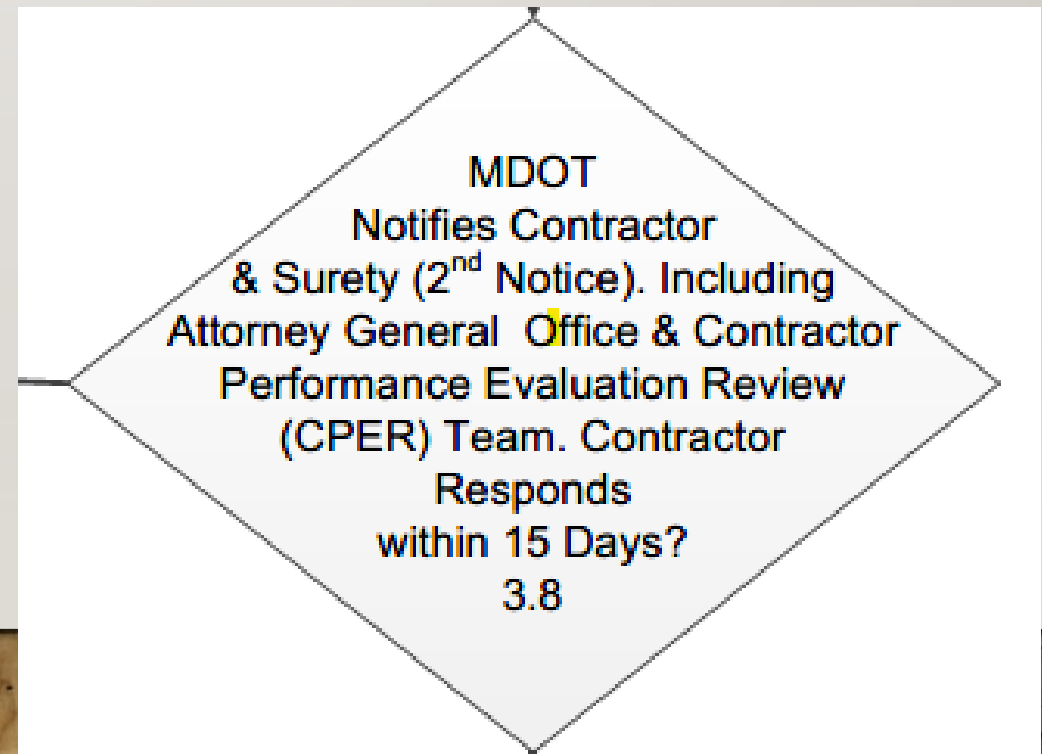 MDOT
Notifies Contractor
& Surety (2nd Notice). Including
Attorney General  Office & Contractor
Performance Evaluation Review
(CPER) Team. Contractor
Responds
within 15 Days?
3.8